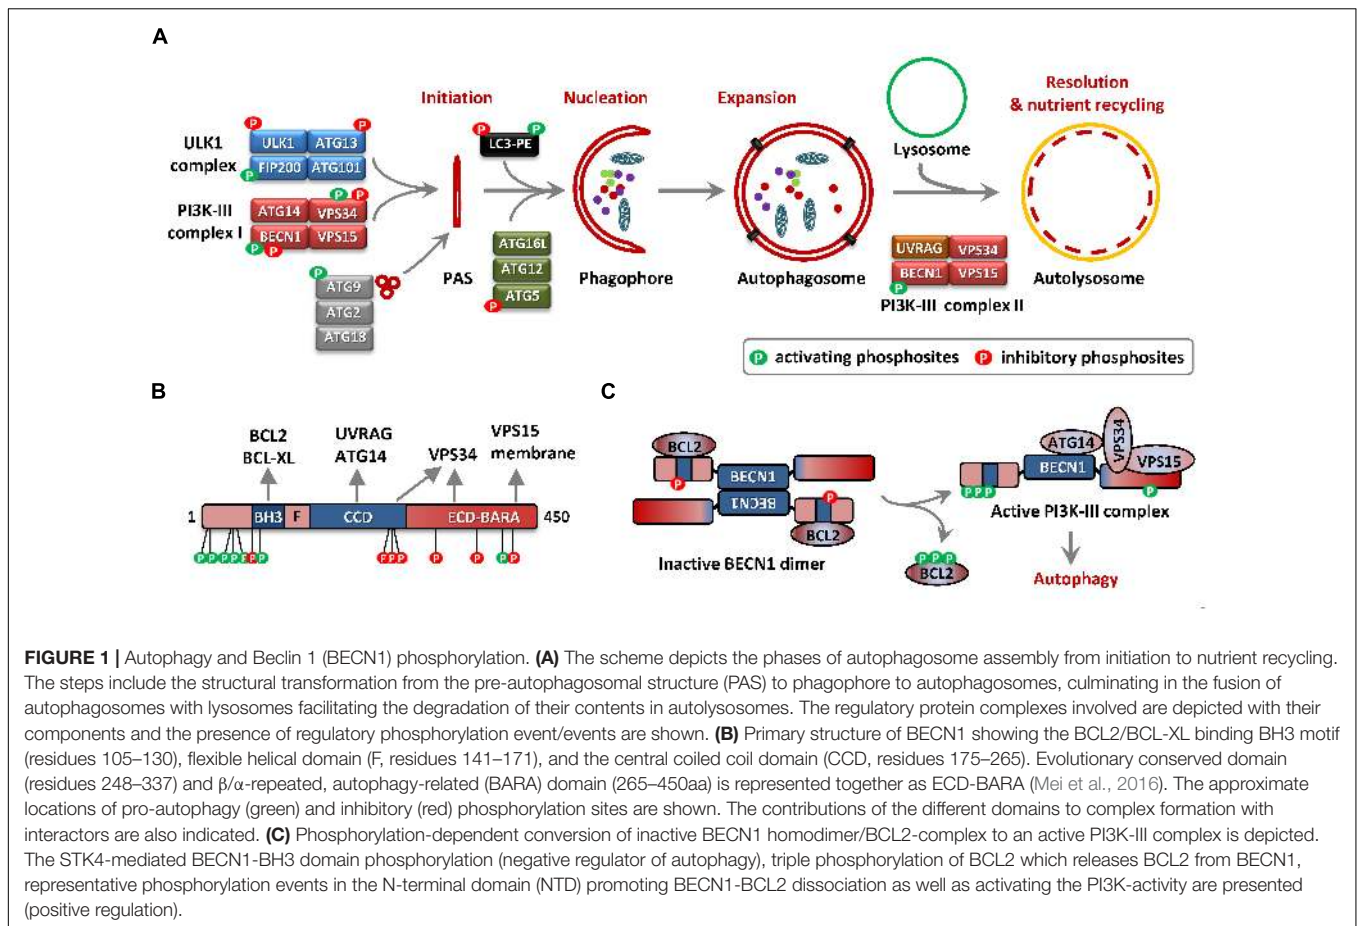 A
Initiation
Nucleation
Expansion
Resolution
& nutrient recycling
ULK1
complex
P
P
ULK1
ATG13
FIP200
ATG101
P
PI3K-III
complex I
P
P
ATG14
VPS34
BECN1
VPS15
P
P
P
ATG9
ATG2
ATG18
PAS
P
P
LC3-PE
ATG16L
ATG12
ATG5
P
Phagophore
Autophagosome
Lysosome
UVRAG
VPS34
BECN1
VPS15
P
PI3K-III complex II
Autolysosome
P activating phosphosites P inhibitory phosphosites
B
BCL2
BCL-XL
UVRAG
ATG14
VPS34
VPS15
membrane
1
BH3
F
CCD
ECD-BARA
450
P P P P P P P
P P P
P
P
P P
C
BCL2
P
BECN1
BECN1
P
BCL2
Inactive BECN1 dimer
P P P
BCL2
ATG14
VPS34
VPS15
BECN1
P P P
P
Active PI3K-III complex
Autophagy
FIGURE 1 | Autophagy and Beclin 1 (BECN1) phosphorylation. (A) The scheme depicts the phases of autophagosome assembly from initiation to nutrient recycling.
The steps include the structural transformation from the pre-autophagosomal structure (PAS) to phagophore to autophagosomes, culminating in the fusion of
autophagosomes with lysosomes facilitating the degradation of their contents in autolysosomes. The regulatory protein complexes involved are depicted with their
components and the presence of regulatory phosphorylation event/events are shown. (B) Primary structure of BECN1 showing the BCL2/BCL-XL binding BH3 motif
(residues 105–130), flexible helical domain (F, residues 141–171), and the central coiled coil domain (CCD, residues 175–265). Evolutionary conserved domain
(residues 248–337) and β/α-repeated, autophagy-related (BARA) domain (265–450aa) is represented together as ECD-BARA (Mei et al., 2016). The approximate
locations of pro-autophagy (green) and inhibitory (red) phosphorylation sites are shown. The contributions of the different domains to complex formation with
interactors are also indicated. (C) Phosphorylation-dependent conversion of inactive BECN1 homodimer/BCL2-complex to an active PI3K-III complex is depicted.
The STK4-mediated BECN1-BH3 domain phosphorylation (negative regulator of autophagy), triple phosphorylation of BCL2 which releases BCL2 from BECN1,
representative phosphorylation events in the N-terminal domain (NTD) promoting BECN1-BCL2 dissociation as well as activating the PI3K-activity are presented
(positive regulation).